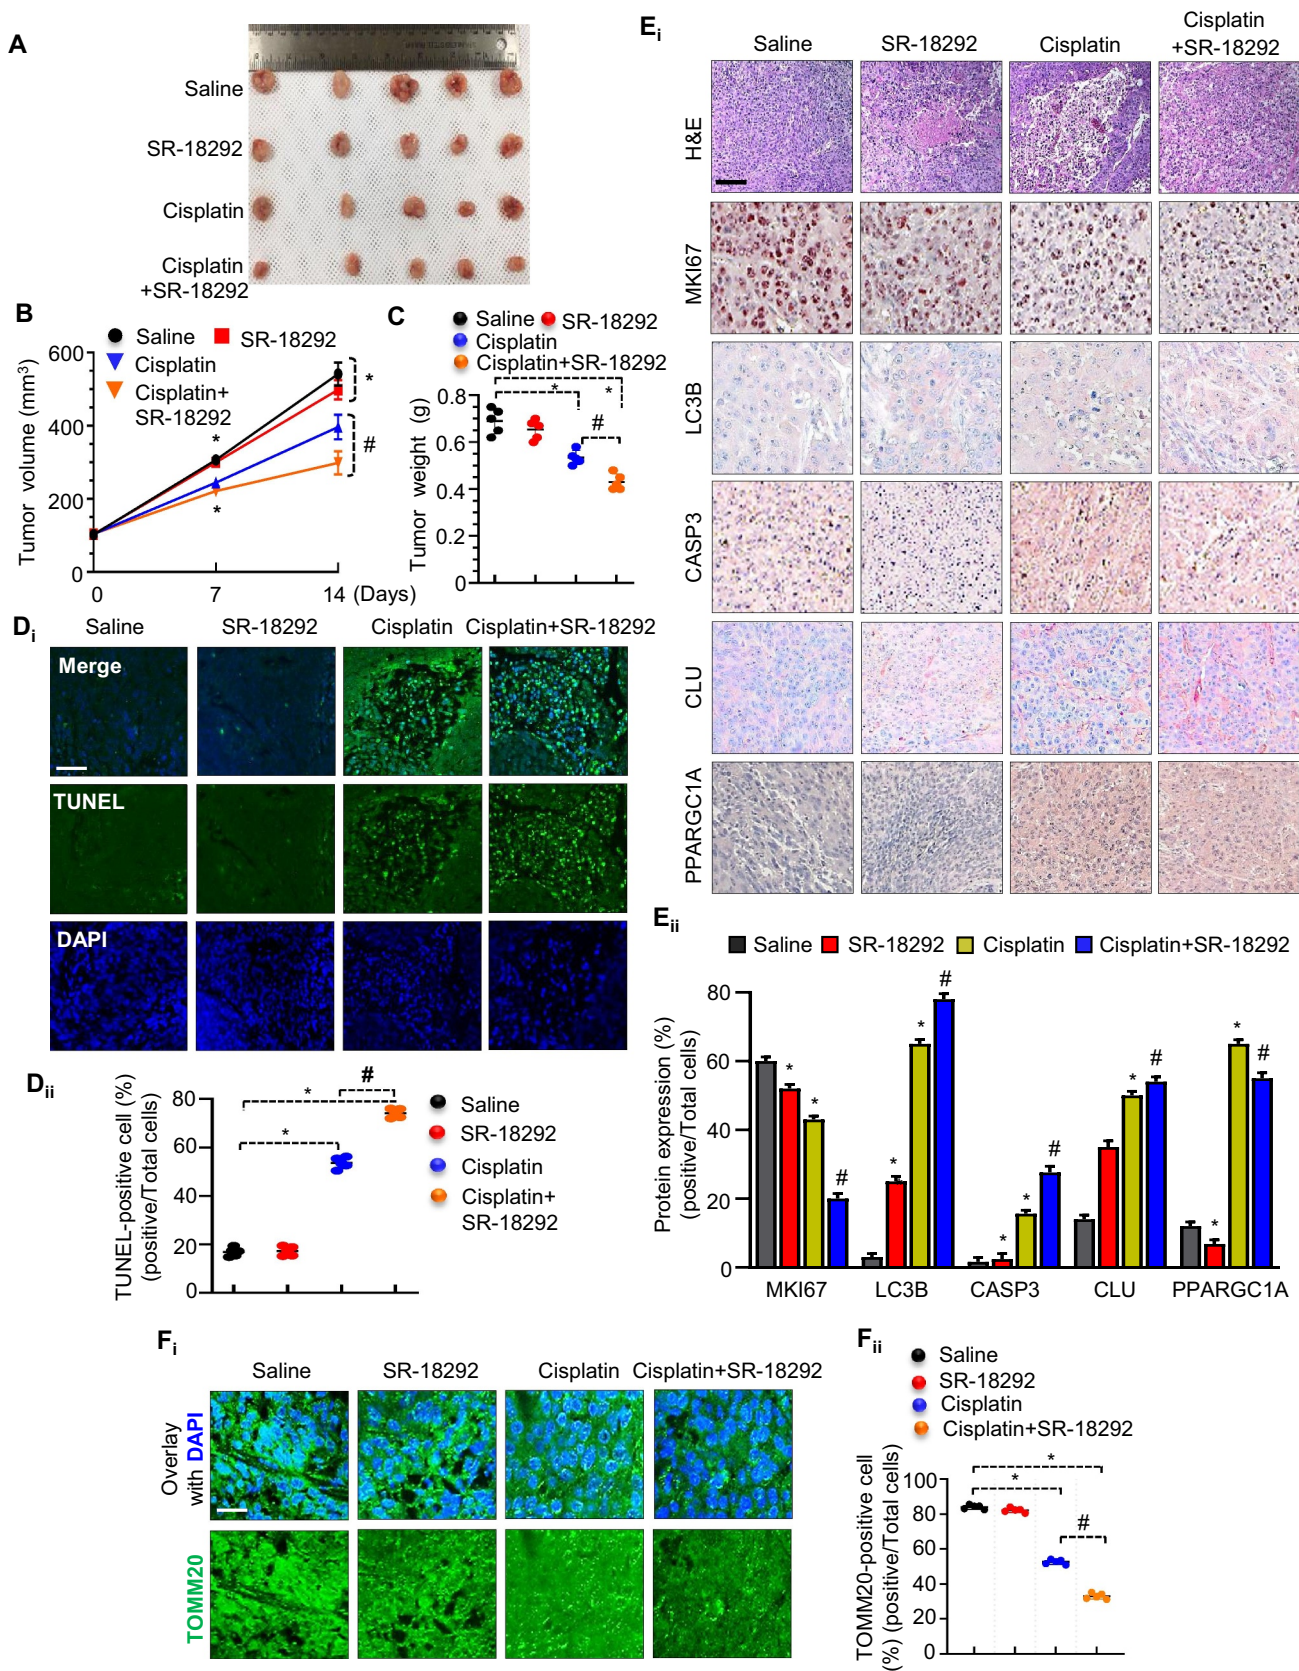 A
Saline
SR-18292
Cisplatin
Cisplatin
+SR-18292
B
Saline
SR-18292
Cisplatin
Cisplatin+
SR-18292
Tumor volume (mm³)
600
400
200
0
*
*
*
#
0 7 14 (Days)
C
Saline
SR-18292
Cisplatin
Cisplatin+SR-18292
Tumor weight (g)
0.8
0.6
0.4
0.2
0
*
*
#
Di
Saline SR-18292 Cisplatin Cisplatin+SR-18292
Merge
TUNEL
DAPI
Dii
TUNEL-positive cell (%)
(positive/Total cells)
80
60
40
20
0
*
*
#
Saline
SR-18292
Cisplatin
Cisplatin+
SR-18292
Ei
Saline SR-18292 Cisplatin Cisplatin
+SR-18292
H&E
MKI67
LC3B
CASP3
CLU
PPARGC1A
Eii
Saline SR-18292 Cisplatin Cisplatin+SR-18292
Protein expression (%)
(positive/Total cells)
80
60
40
20
0
* * #
* * #
* * #
* #
* * #
MKI67 LC3B CASP3 CLU PPARGC1A
Fi
Saline SR-18292 Cisplatin Cisplatin+SR-18292
Overlay
with DAPI
TOMM20
Fii
Saline
SR-18292
Cisplatin
Cisplatin+SR-18292
TOMM20-positive cell
(%) (positive/Total cells)
100
80
60
40
20
0
*
*
#